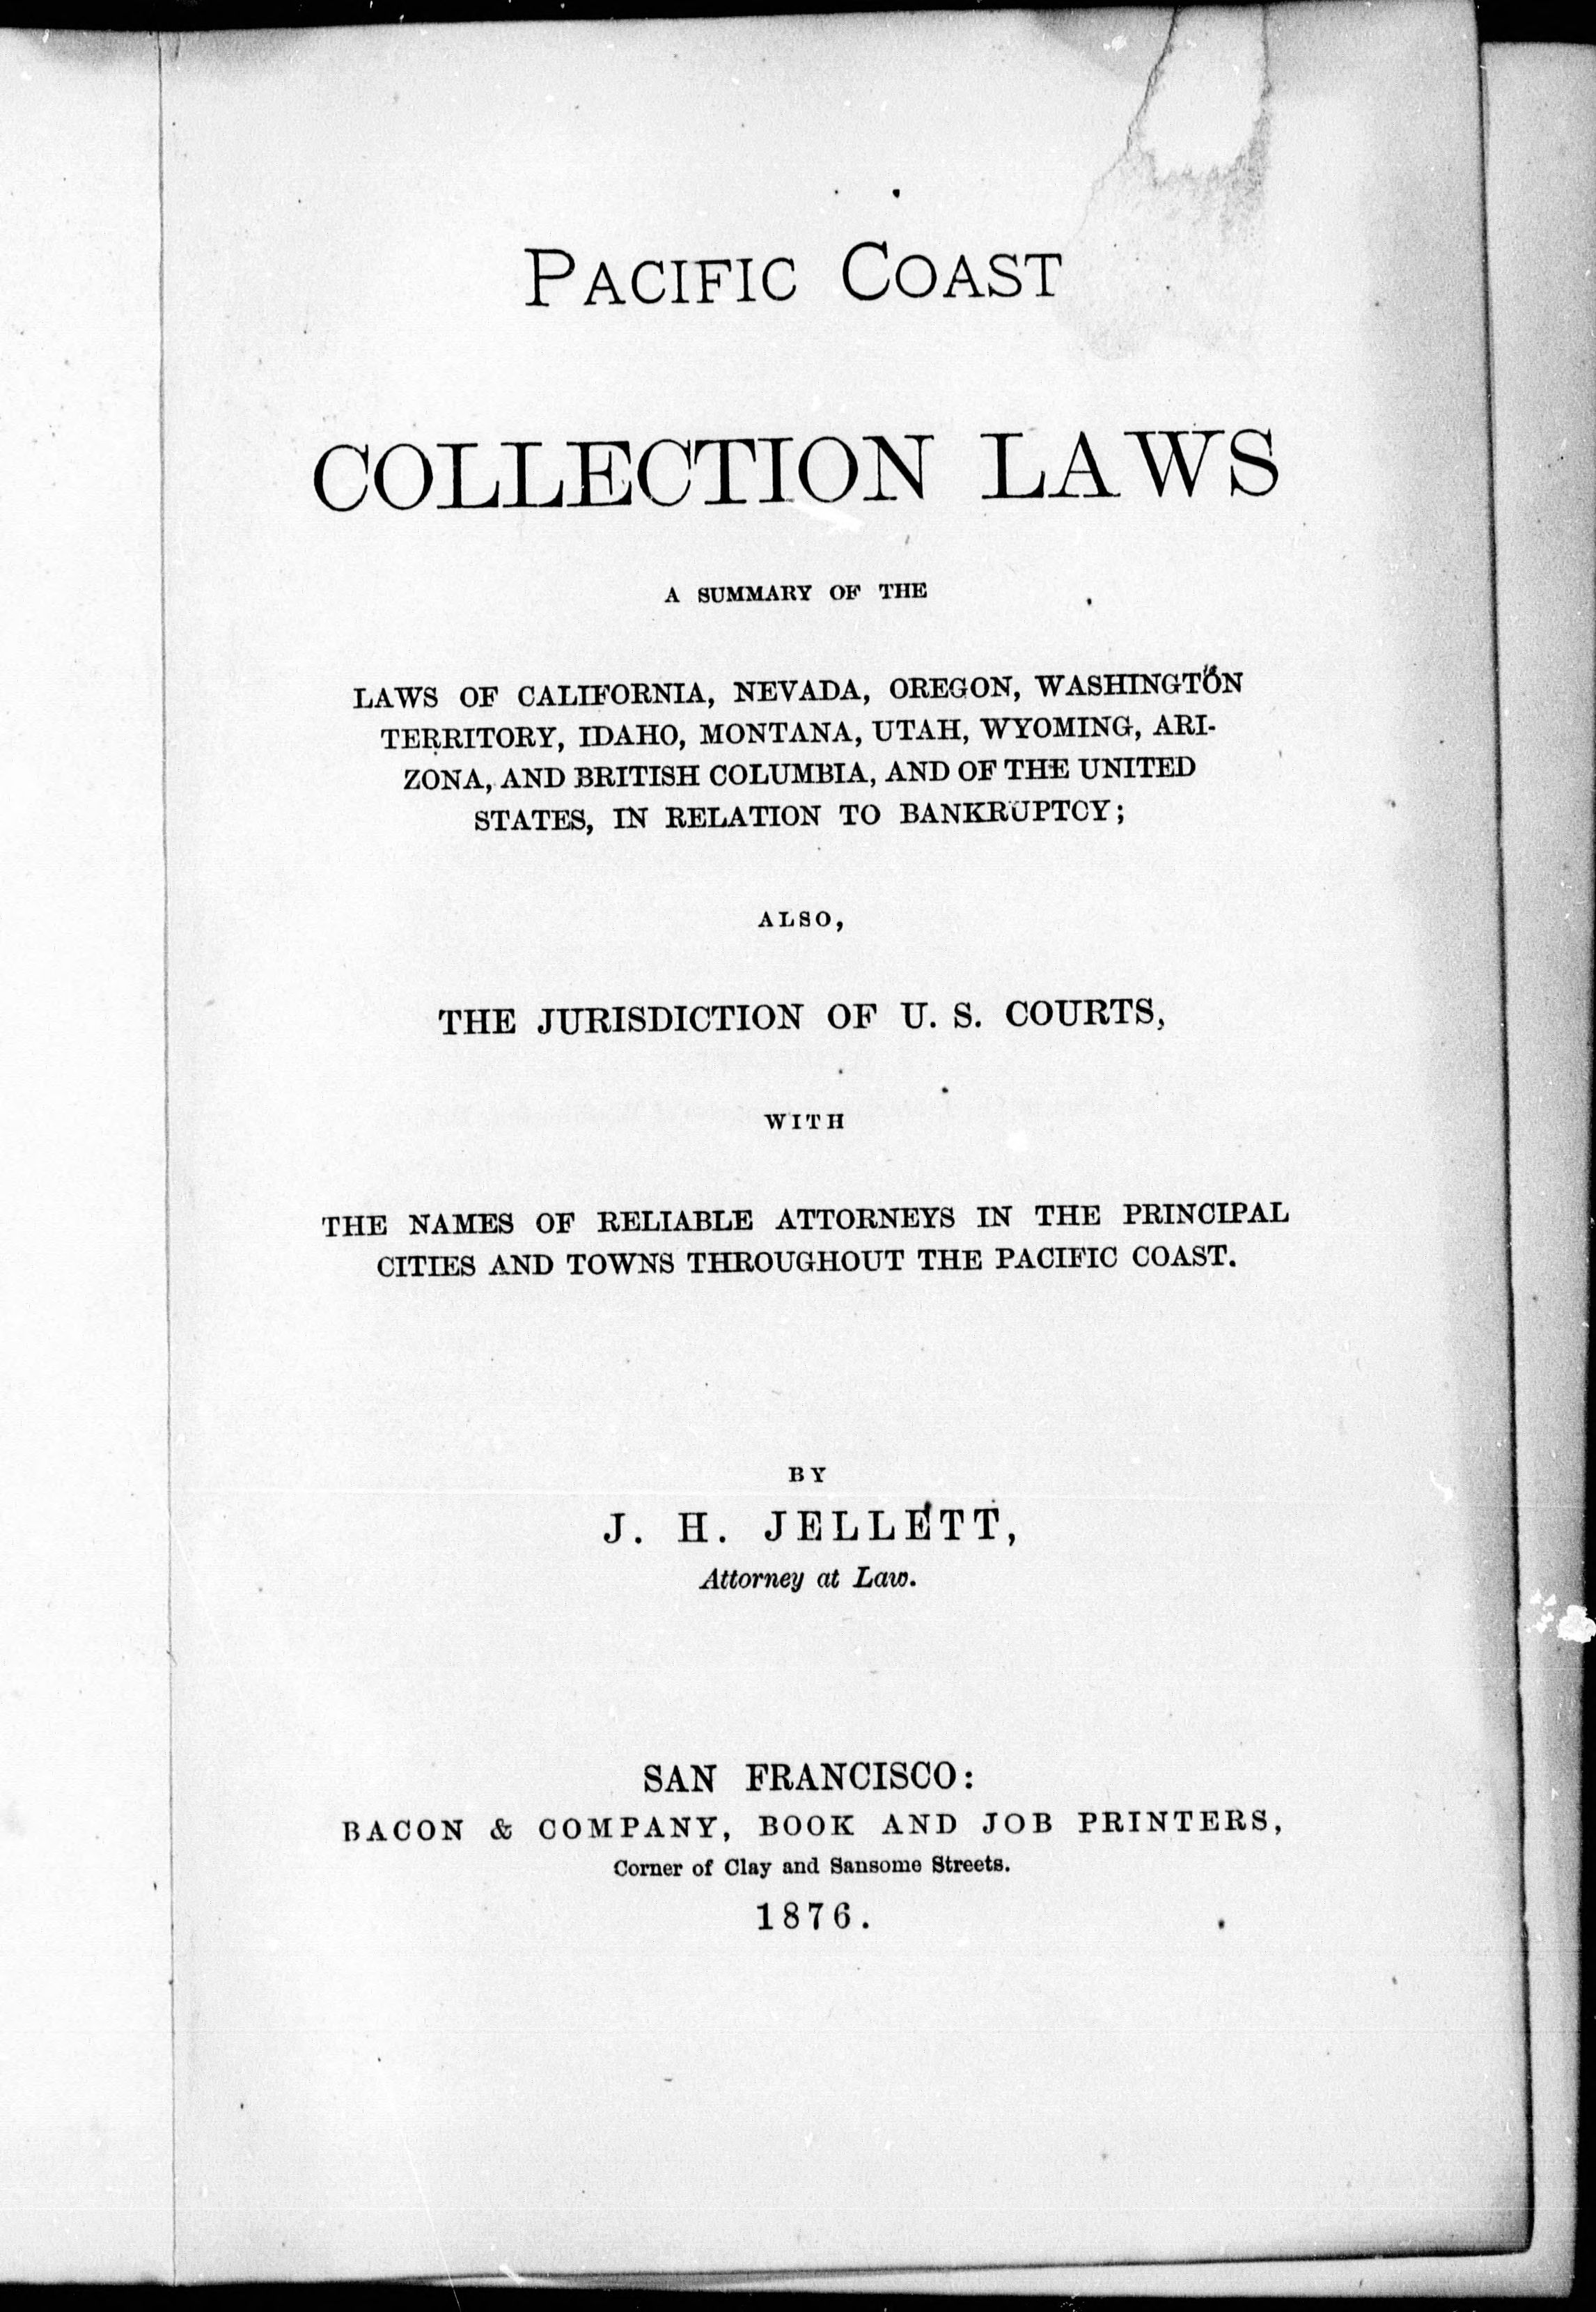 PACIFIC COAST
COLLECTION LAWS
A SUMMARY OF THE
LAWS OF CALIFORNIA, NEVADA, OREGON, WASHINGTON
TERRITORY, IDAHO, MONTANA, UTAH, WYOMING, ARI-
ZONA, AND BRITISH COLUMBIA, AND OF THE UNITED
STATES, IN RELATION TO BANKRUPTCY;
ALSO,
THE JURISDICTION OF U. S. COURTS,
WITH
THE NAMES OF RELIABLE ATTORNEYS IN THE PRINCIPAL
CITIES AND TOWNS THROUGHOUT THE PACIFIC COAST.
BY
J. H. JELLETT,
Attorney at Law.
SAN FRANCISCO:
BACON & COMPANY, BOOK AND JOB PRINTERS,
Corner of Clay and Sansome Streets.
1876.